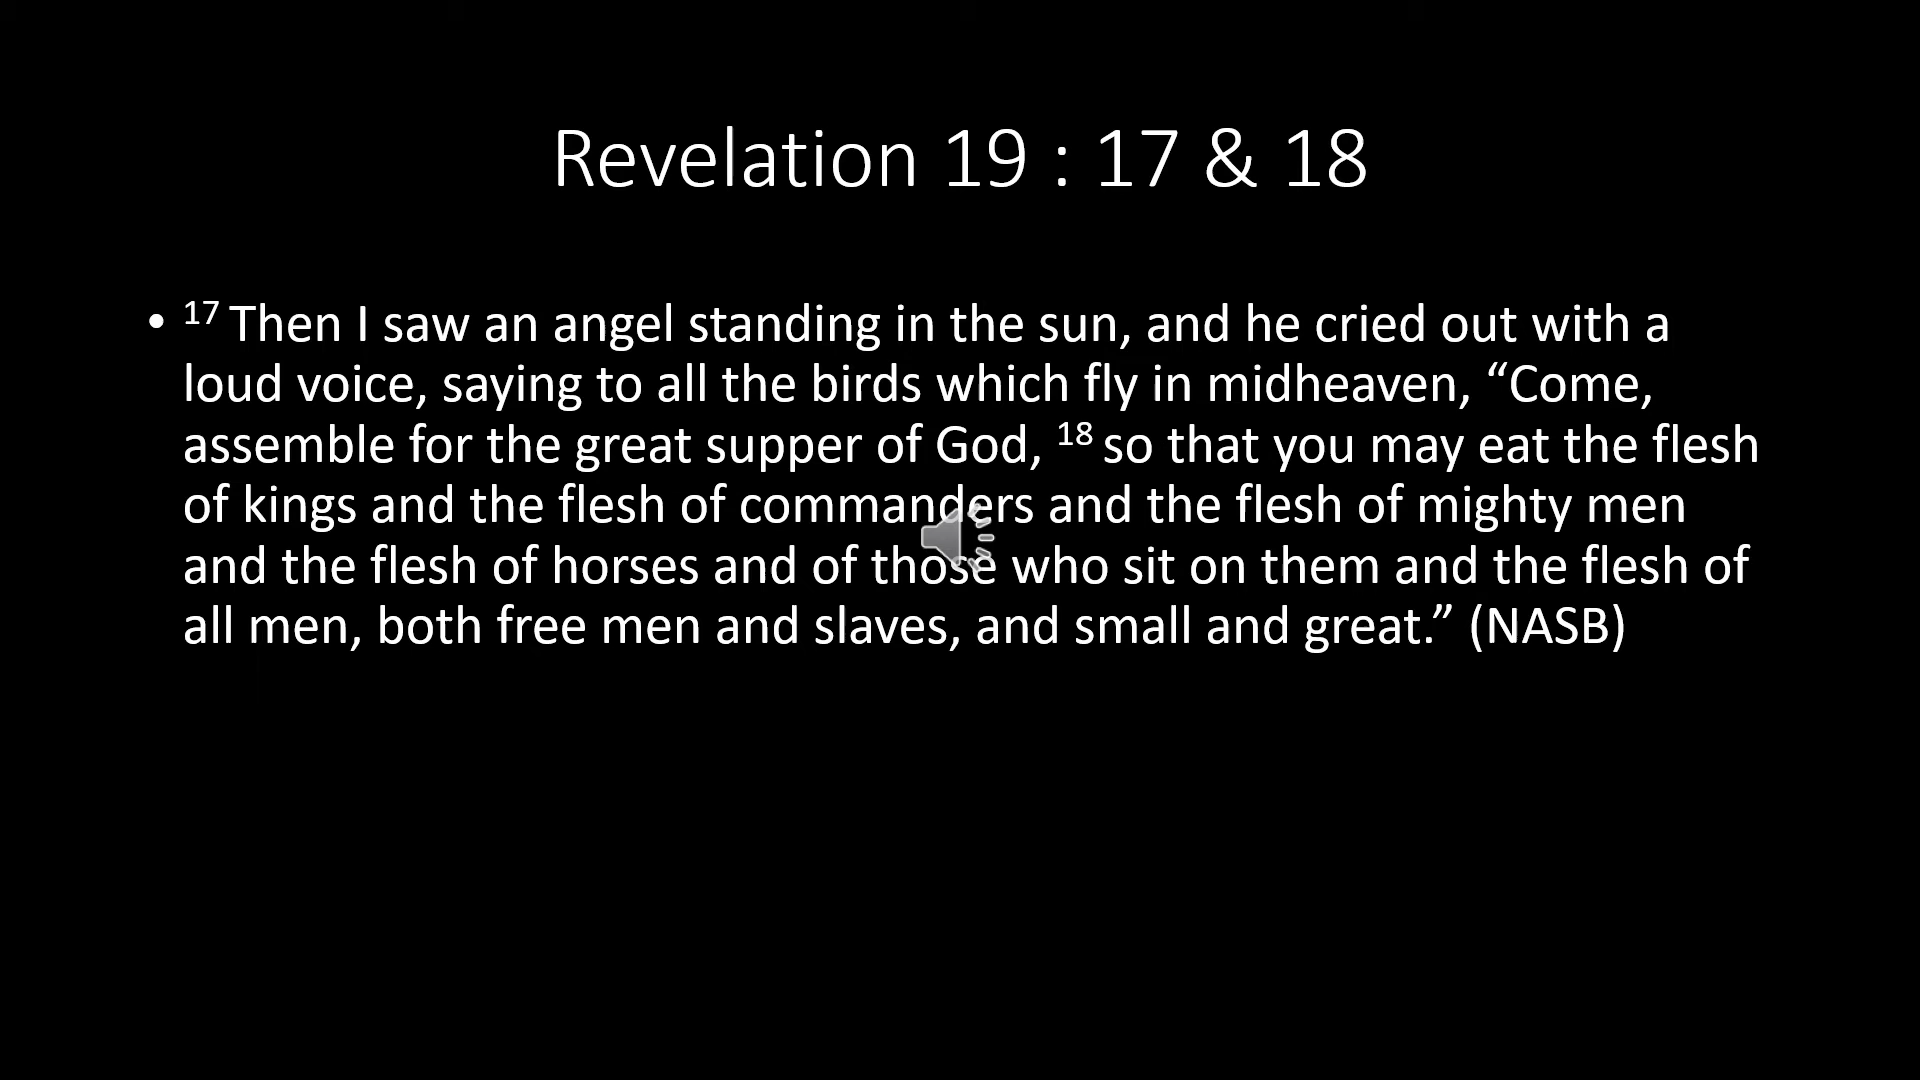 Revelation 19 : 17 & 18
• 17 Then I saw an angel standing in the sun, and he cried out with a
loud voice, saying to all the birds which fly in midheaven, “Come,
assemble for the great supper of God, 18 so that you may eat the flesh
of kings and the flesh of commanders and the flesh of mighty men
and the flesh of horses and of those who sit on them and the flesh of
all men, both free men and slaves, and small and great.” (NASB)